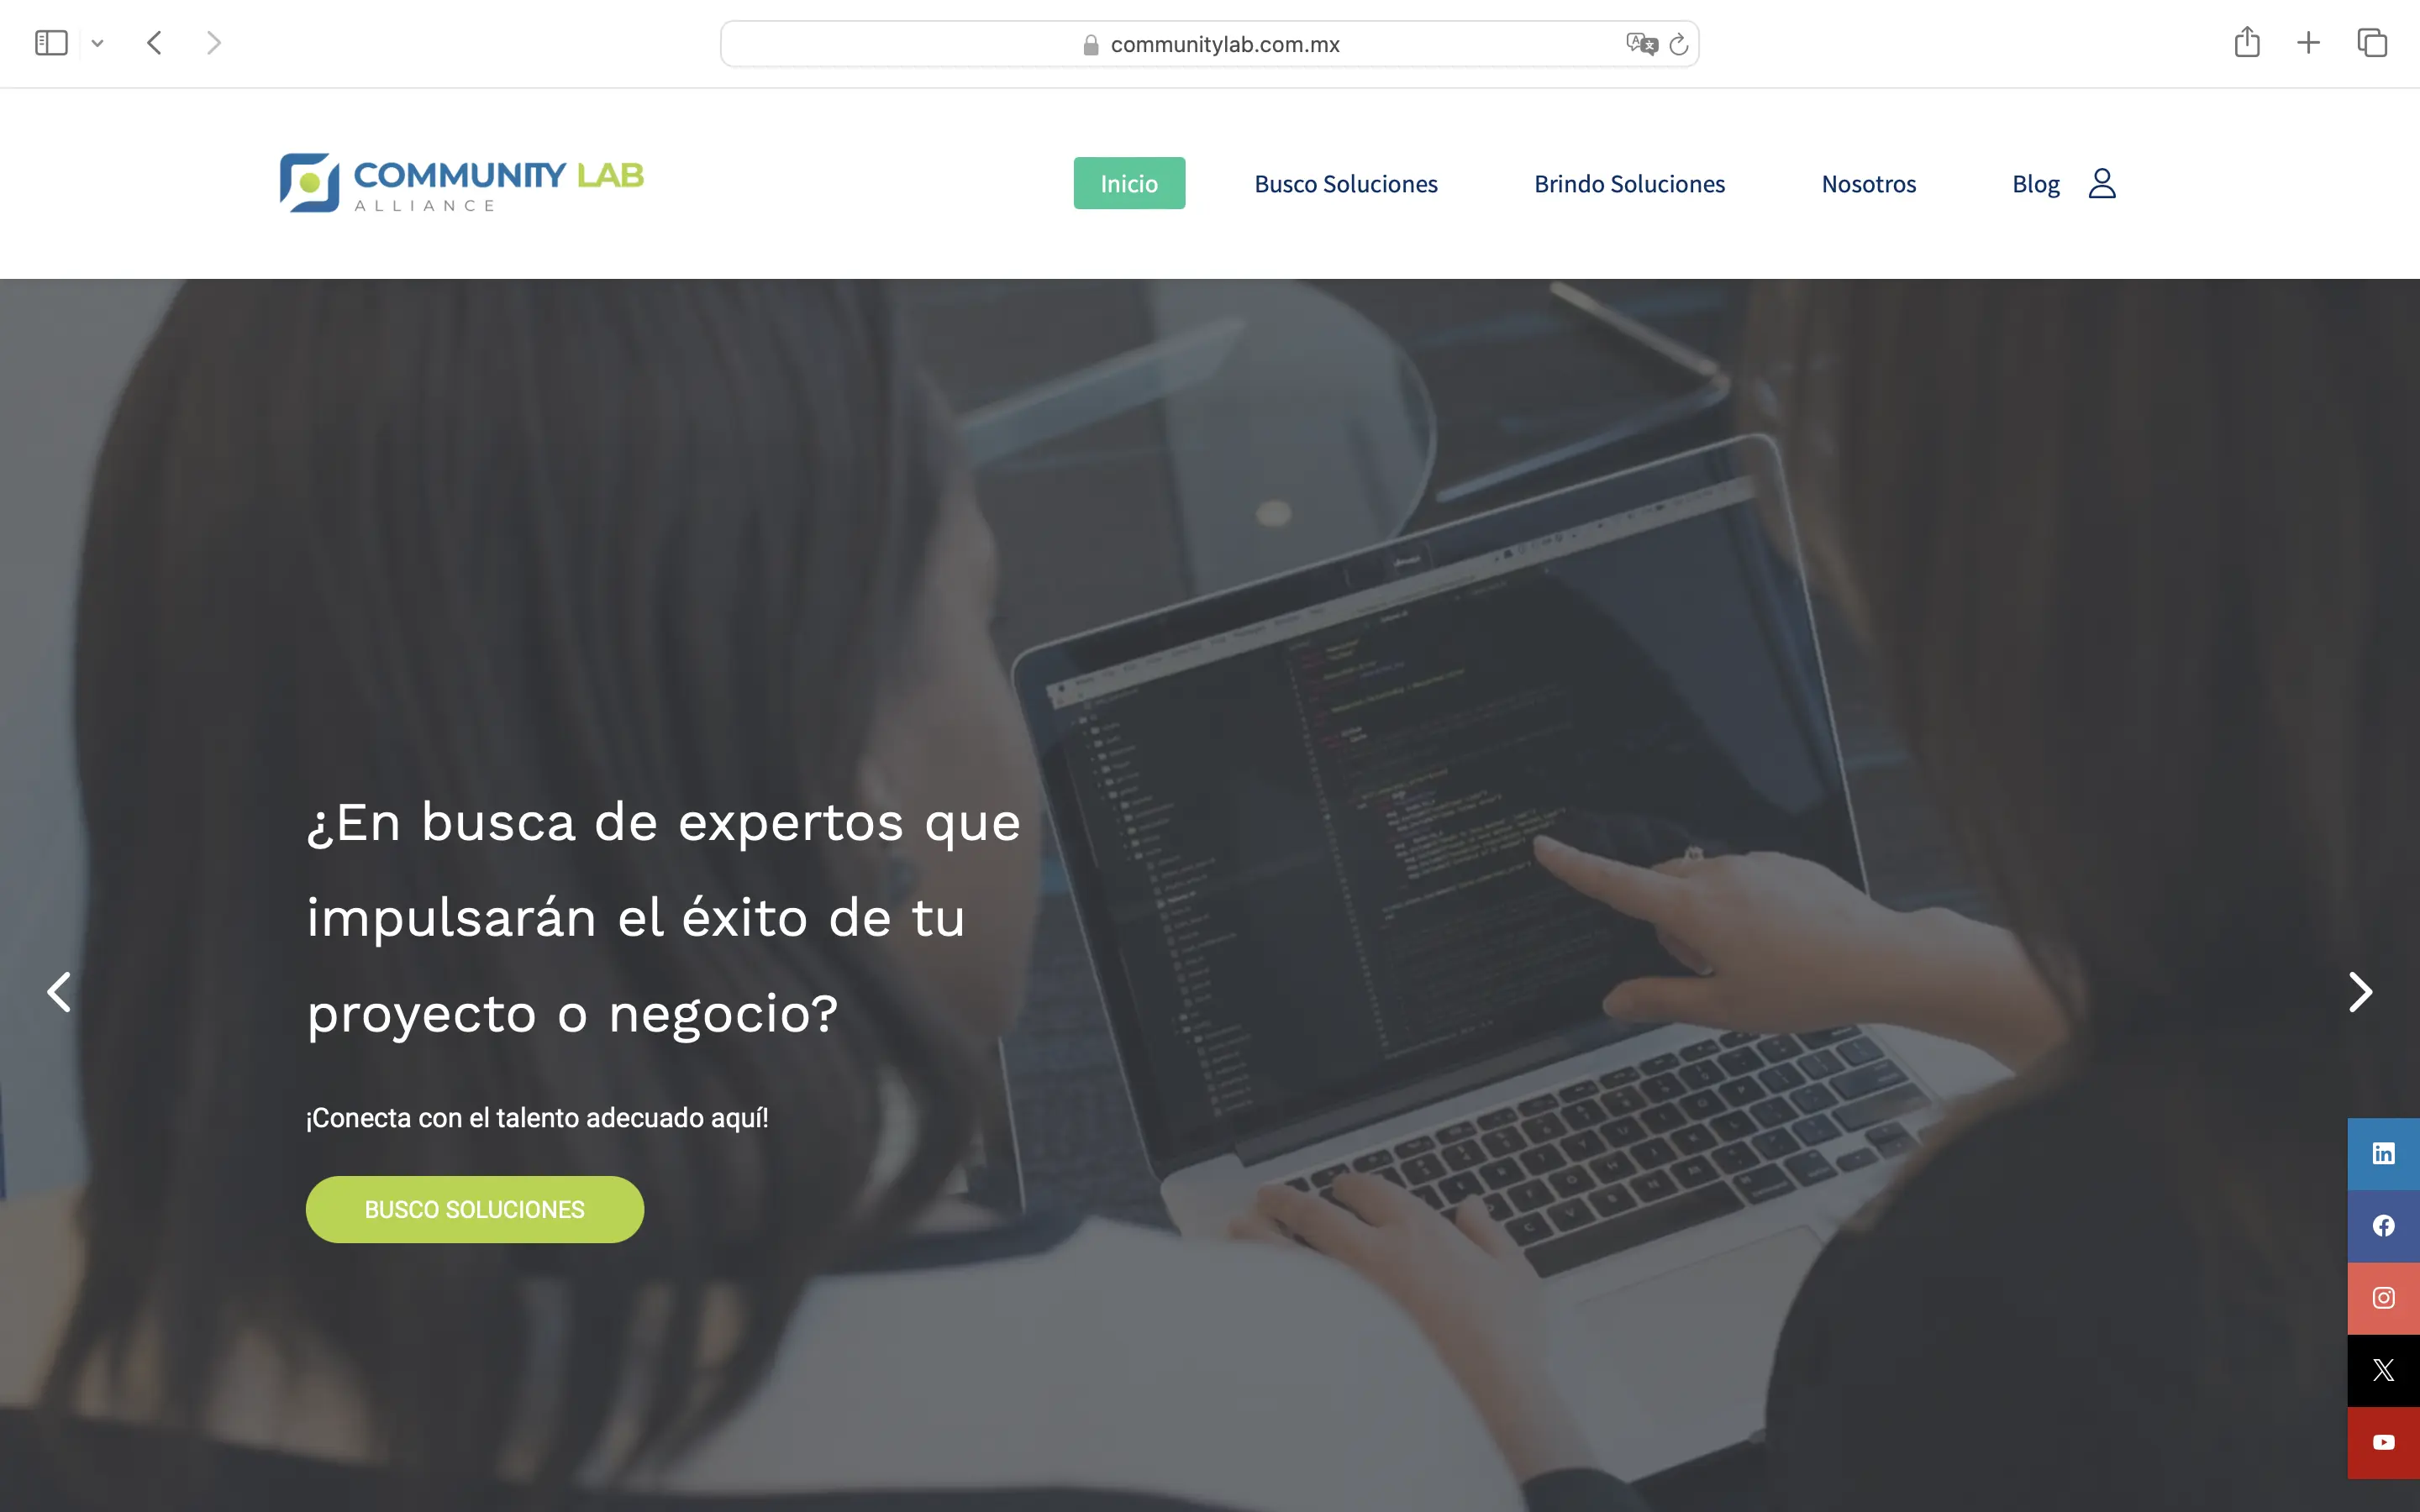 communitylab.com.mx
COMMUNITY LAB
ALLIANCE
Inicio
Busco Soluciones
Brindo Soluciones
Nosotros
Blog
¿En busca de expertos que
impulsarán el éxito de tu
proyecto o negocio?
¡Conecta con el talento adecuado aquí!
BUSCO SOLUCIONES